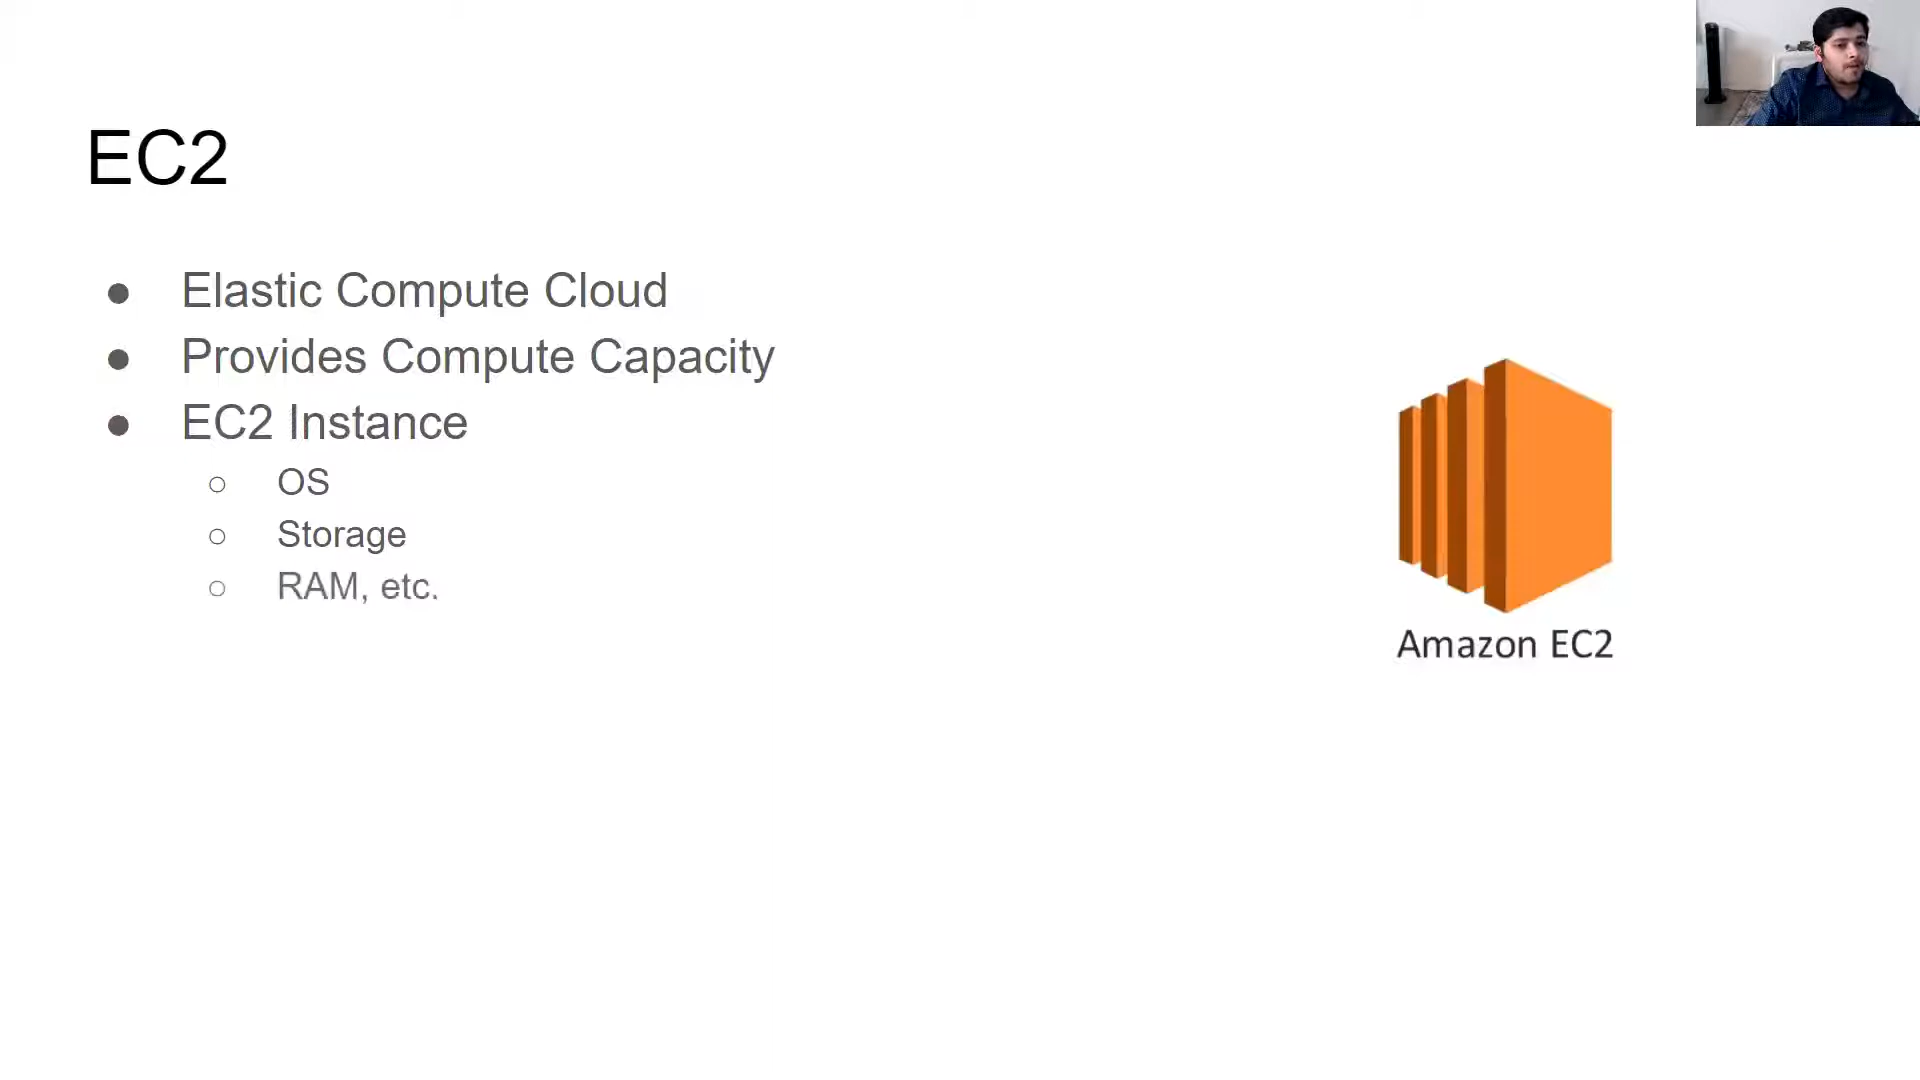 EC2
Elastic Compute Cloud
Provides Compute Capacity
EC2 Instance
OS
Storage
RAM, etc.
Amazon EC2